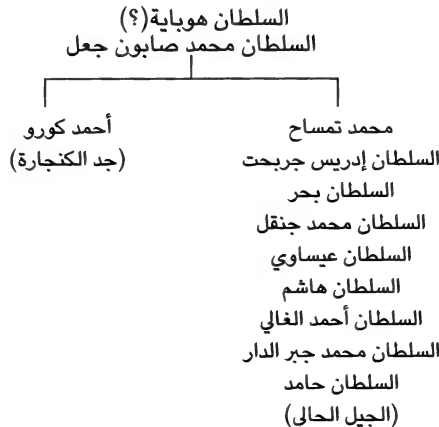 السلطان هوباية(؟)
السلطان محمد صابون جعل
محمد تمساح
السلطان إدريس جربحت
السلطان بحر
السلطان محمد جنقل
السلطان عيساوي
السلطان هاشم
السلطان أحمد الغالي
السلطان محمد جبر الدار
السلطان حامد
(الجيل الحالي)
أحمد كورو
(جد الكنجارة)